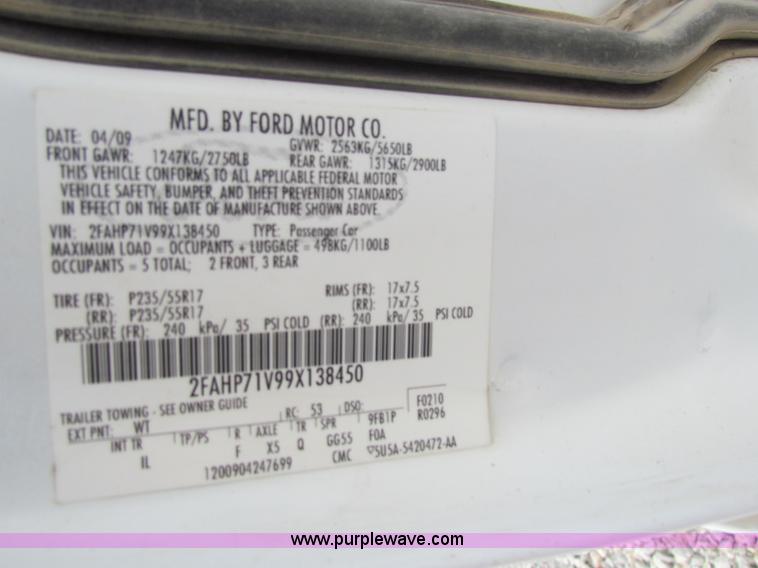 MFD. BY FORD MOTOR CO.
DATE: 04/09 GVWR: 2563KG/5650LB
FRONT GAWR: 1247KG/2750LB REAR GAWR: 1315KG/2900LB
THIS VEHICLE CONFORMS TO ALL APPLICABLE FEDERAL MOTOR
VEHICLE SAFETY, BUMPER, AND THEFT PREVENTION STANDARDS
IN EFFECT ON THE DATE OF MANUFACTURE SHOWN ABOVE.
VIN: 2FAHP71V99X138450 TYPE: Passenger Car
MAXIMUM LOAD = OCCUPANTS + LUGGAGE = 498KG/1100LB
OCCUPANTS = 5 TOTAL; 2 FRONT, 3 REAR
TIRE (FR): P235/55R17 RIMS (FR): 17x7.5
(RR): P235/55R17 (RR): 17x7.5
PRESSURE (FR): 240 kPa/ 35 PSI COLD (RR): 240 kPa/ 35 PSI COLD
2FAHP71V99X138450
TRAILER TOWING - SEE OWNER GUIDE F0210
EXT PNT: WT RC: 53 DSO: R0296
INT TR TP/PS R AXLE TR SPR 9FB1P
IL F X5 Q GG55 F0A
1200904247699 CMC ▽5U5A-5420472-AA
www.purplewave.com